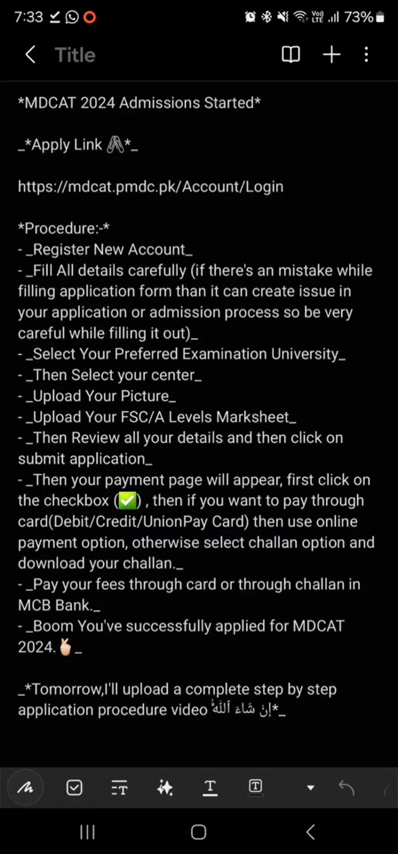 7:33
73%
Title
*MDCAT 2024 Admissions Started*
_*Apply Link 🖇️*_
https://mdcat.pmdc.pk/Account/Login
*Procedure:-*
- _Register New Account_
- _Fill All details carefully (if there's an mistake while
filling application form than it can create issue in
your application or admission process so be very
careful while filling it out)_
- _Select Your Preferred Examination University_
- _Then Select your center_
- _Upload Your Picture_
- _Upload Your FSC/A Levels Marksheet_
- _Then Review all your details and then click on
submit application_
- _Then your payment page will appear, first click on
the checkbox (✅) , then if you want to pay through
card(Debit/Credit/UnionPay Card) then use online
payment option, otherwise select challan option and
download your challan._
- _Pay your fees through card or through challan in
MCB Bank._
- _Boom You've successfully applied for MDCAT
2024.🫰🏻_
_*Tomorrow,I'll upload a complete step by step
application procedure video إِنْ شَاءَ ٱللَّٰهُ*_